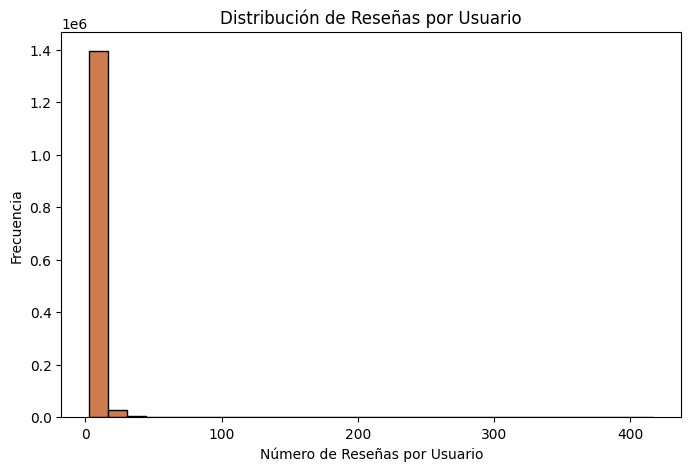 Distribución de Reseñas por Usuario
1e6
1.4
1.2
1.0
0.8
0.6
0.4
0.2
0.0
Frecuencia
0 100 200 300 400
Número de Reseñas por Usuario